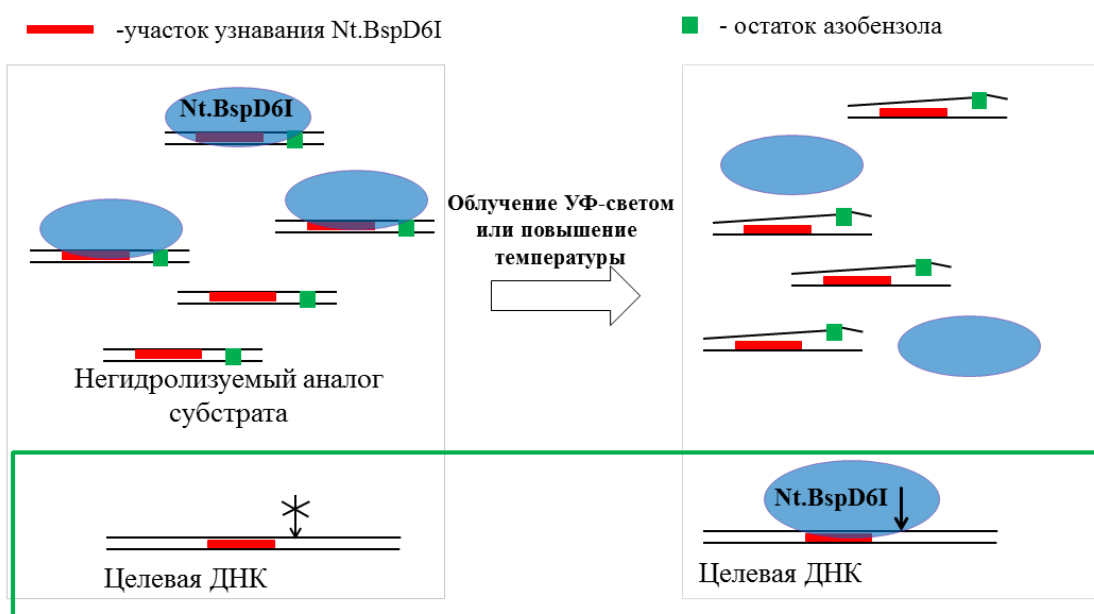 -участок узнавания Nt.BspD6I
- остаток азобензола
Nt.BspD6I
Облучение УФ-светом
или повышение
температуры
Негидролизуемый аналог
субстрата
Nt.BspD6I
Целевая ДНК
Целевая ДНК